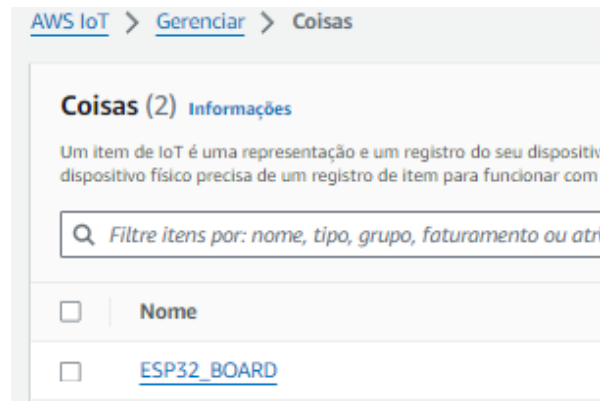 AWS IoT > Gerenciar > Coisas
Coisas (2) Informações
Um item de IoT é uma representação e um registro do seu
dispositivo físico precisa de um registro de item para funcionar com
Filtre itens por: nome, tipo, grupo, faturamento ou
Nome
ESP32_BOARD